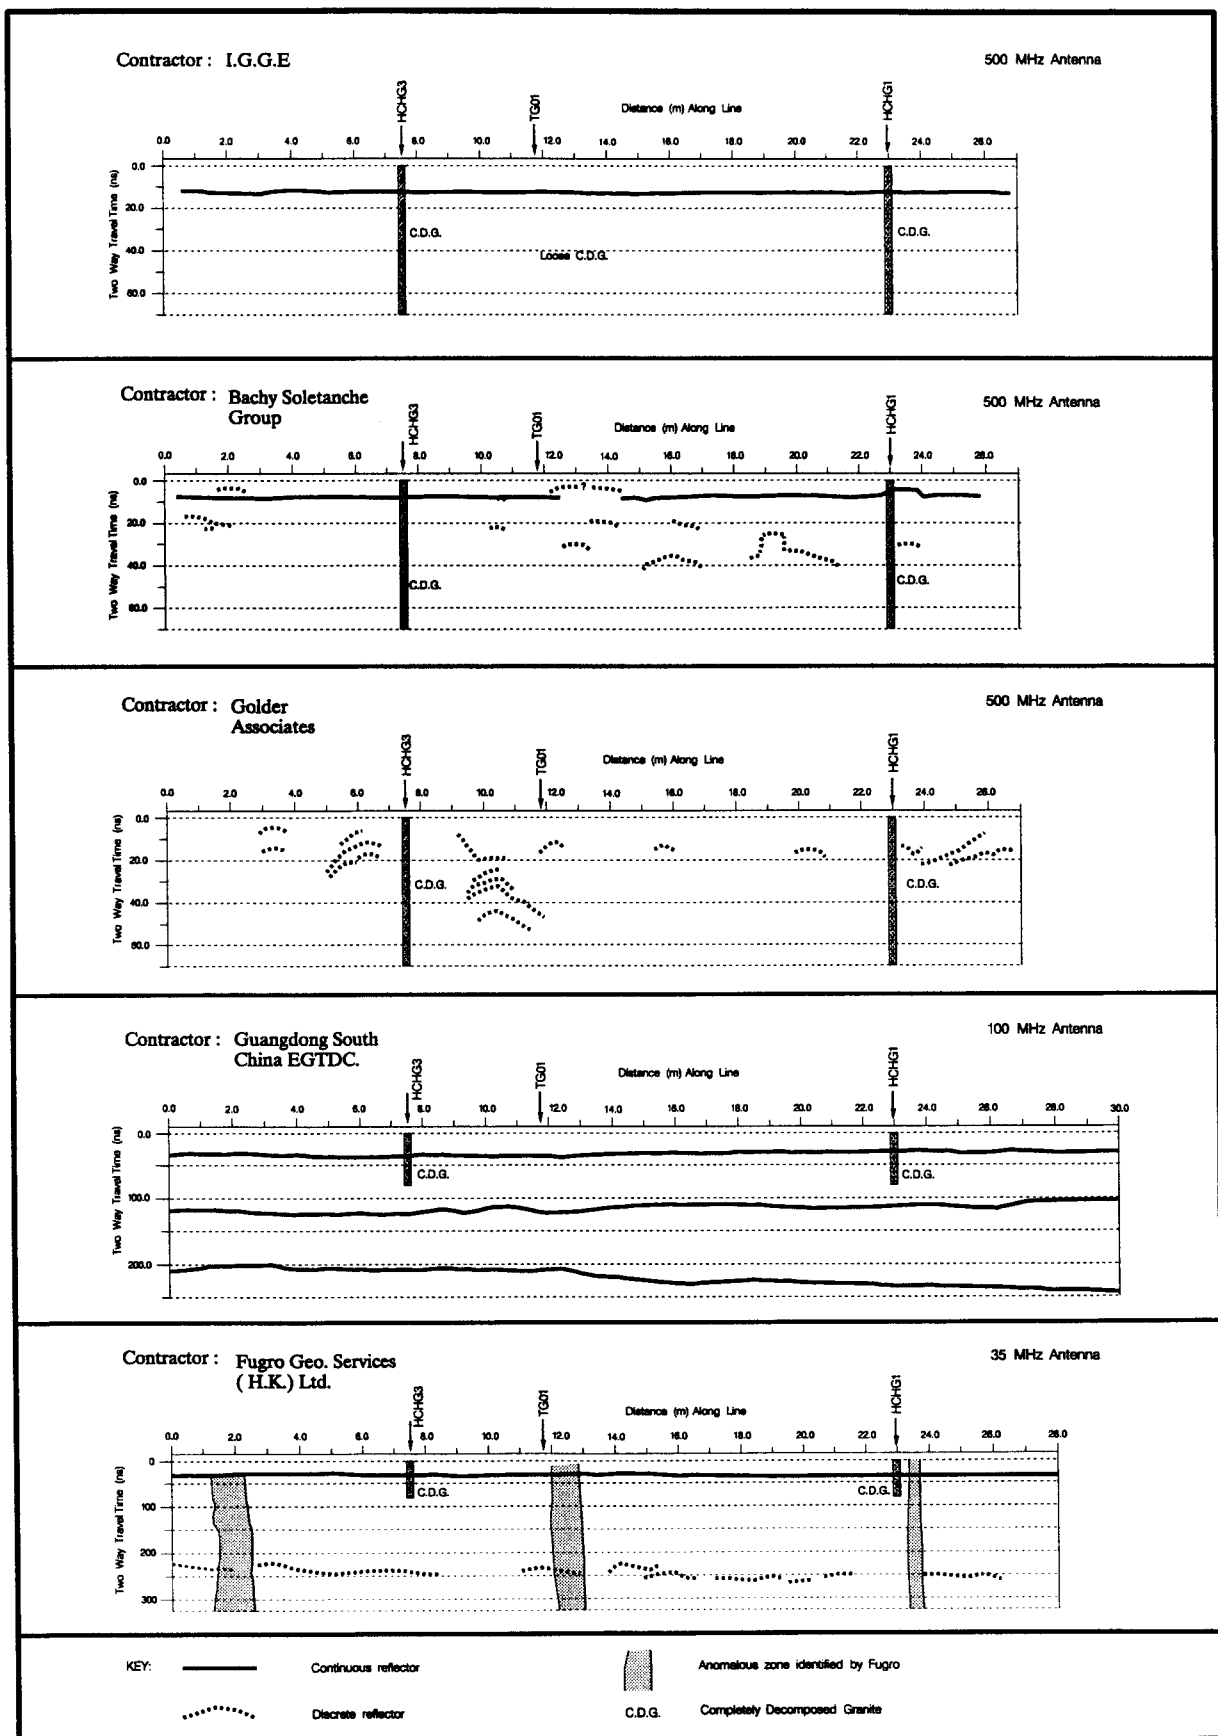 Contractor : I.G.G.E
500 MHz Antenna
HCHG3
TG01
Distance (m) Along Line
HCHG1
0.0 2.0 4.0 6.0 8.0 10.0 12.0 14.0 16.0 18.0 20.0 22.0 24.0 26.0
Two Way Travel Time (ns)
0.0
20.0
40.0
60.0
C.D.G.
Loose C.D.G.
C.D.G.
Contractor : Bachy Soletanche
Group
500 MHz Antenna
HCHG3
TG01
Distance (m) Along Line
HCHG1
0.0 2.0 4.0 6.0 8.0 10.0 12.0 14.0 16.0 18.0 20.0 22.0 24.0 26.0 28.0
Two Way Travel Time (ns)
0.0
20.0
40.0
60.0
?
C.D.G.
C.D.G.
Contractor : Golder
Associates
500 MHz Antenna
HCHG3
TG01
Distance (m) Along Line
HCHG1
0.0 2.0 4.0 6.0 8.0 10.0 12.0 14.0 16.0 18.0 20.0 22.0 24.0 26.0
Two Way Travel Time (ns)
0.0
20.0
40.0
60.0
C.D.G.
C.D.G.
Contractor : Guangdong South
China EGTDC.
100 MHz Antenna
HCHG3
TG01
Distance (m) Along Line
HCHG1
0.0 2.0 4.0 6.0 8.0 10.0 12.0 14.0 16.0 18.0 20.0 22.0 24.0 26.0 28.0 30.0
Two Way Travel Time (ns)
0.0
100.0
200.0
C.D.G.
C.D.G.
Contractor : Fugro Geo. Services
( H.K.) Ltd.
35 MHz Antenna
HCHG3
TG01
Distance (m) Along Line
HCHG1
0.0 2.0 4.0 6.0 8.0 10.0 12.0 14.0 16.0 18.0 20.0 22.0 24.0 26.0 28.0
Two Way Travel Time (ns)
0
100
200
300
C.D.G.
C.D.G.
KEY: Continuous reflector
Anomalous zone identified by Fugro
Discrete reflector
C.D.G. Completely Decomposed Granite